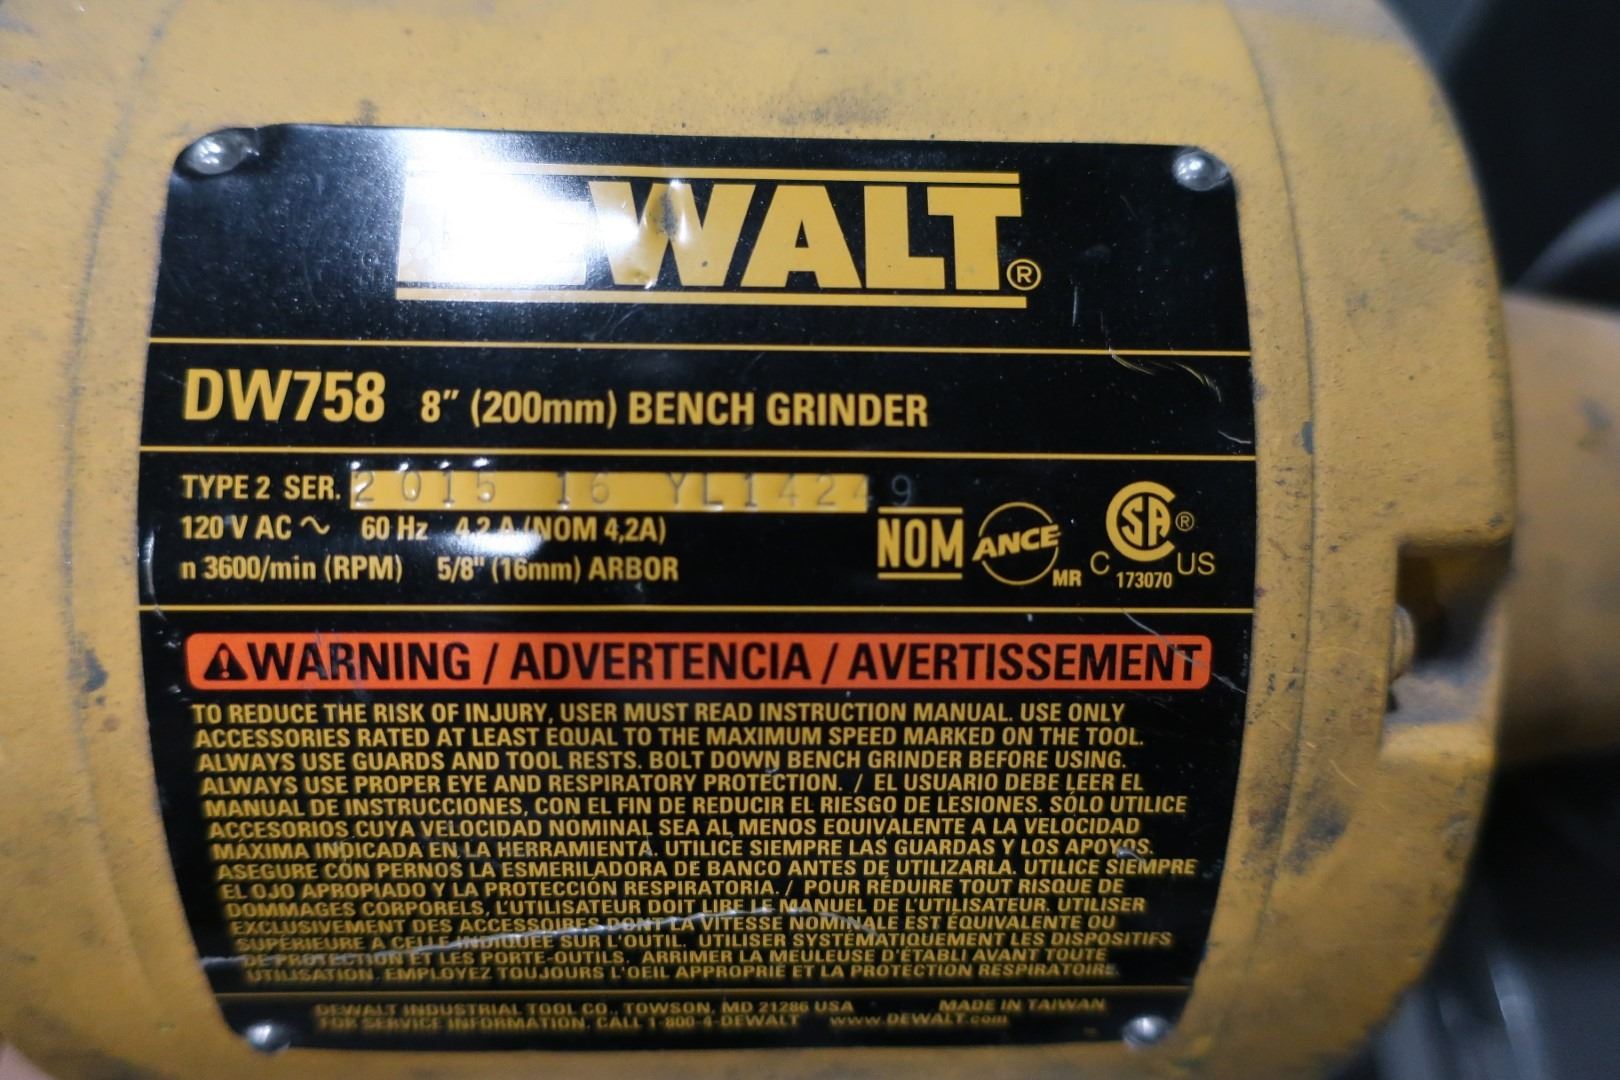 DEWALT®
DW758 8" (200mm) BENCH GRINDER
TYPE 2 SER. 2015 16 YL14249
120 V AC ~ 60 Hz 4.2 A (NOM 4,2A)
n 3600/min (RPM) 5/8" (16mm) ARBOR
NOM ANCE MR C SA® US
173070
⚠WARNING / ADVERTENCIA / AVERTISSEMENT
TO REDUCE THE RISK OF INJURY, USER MUST READ INSTRUCTION MANUAL. USE ONLY
ACCESSORIES RATED AT LEAST EQUAL TO THE MAXIMUM SPEED MARKED ON THE TOOL.
ALWAYS USE GUARDS AND TOOL RESTS. BOLT DOWN BENCH GRINDER BEFORE USING.
ALWAYS USE PROPER EYE AND RESPIRATORY PROTECTION. / EL USUARIO DEBE LEER EL
MANUAL DE INSTRUCCIONES, CON EL FIN DE REDUCIR EL RIESGO DE LESIONES. SÓLO UTILICE
ACCESORIOS CUYA VELOCIDAD NOMINAL SEA AL MENOS EQUIVALENTE A LA VELOCIDAD
MÁXIMA INDICADA EN LA HERRAMIENTA. UTILICE SIEMPRE LAS GUARDAS Y LOS APOYOS.
ASEGURE CON PERNOS LA ESMERILADORA DE BANCO ANTES DE UTILIZARLA. UTILICE SIEMPRE
EL OJO APROPIADO Y LA PROTECCIÓN RESPIRATORIA. / POUR RÉDUIRE TOUT RISQUE DE
DOMMAGES CORPORELS, L'UTILISATEUR DOIT LIRE LE MANUEL DE L'UTILISATEUR. UTILISER
EXCLUSIVEMENT DES ACCESSOIRES DONT LA VITESSE NOMINALE EST ÉQUIVALENTE OU
SUPÉRIEURE A CELLE INDIQUÉE SUR L'OUTIL. UTILISER SYSTÉMATIQUEMENT LES DISPOSITIFS
DE PROTECTION ET LES PORTE-OUTILS. ARRIMER LA MEULEUSE D'ÉTABLI AVANT TOUTE
UTILISATION. EMPLOYEZ TOUJOURS L'OEIL APPROPRIÉ ET LA PROTECTION RESPIRATOIRE.
DEWALT INDUSTRIAL TOOL CO., TOWSON, MD 21286 USA MADE IN TAIWAN
FOR SERVICE INFORMATION, CALL 1-800-4-DEWALT www.DEWALT.com